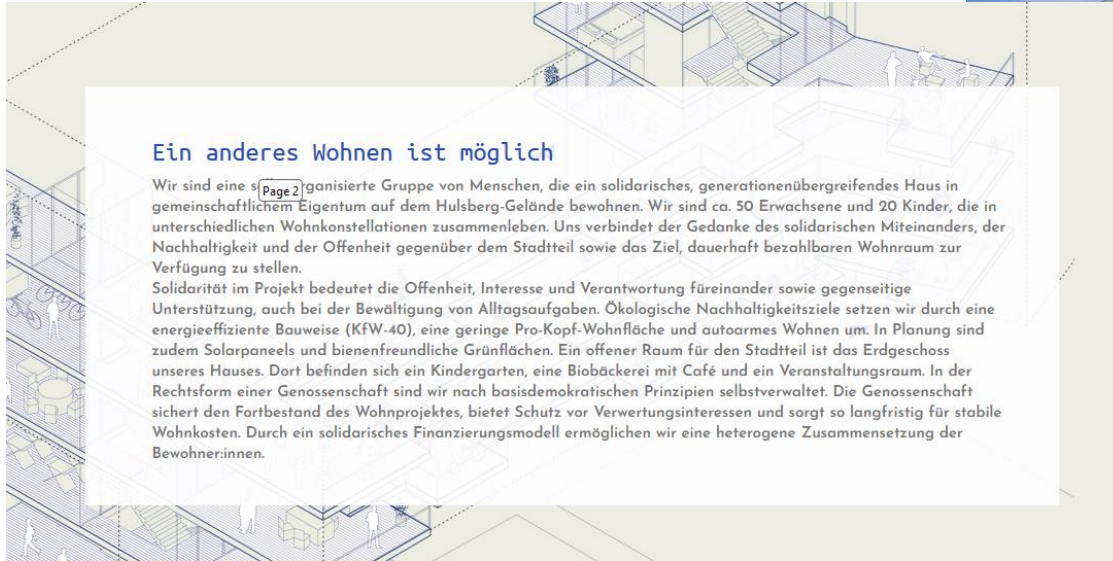 Ein anderes Wohnen ist möglich
Wir sind eine Gruppe von Menschen, die ein solidarisches, generationenübergreifendes Haus in
Page 2
gemeinschaftlichem Eigentum auf dem Hulsberg-Gelände bewohnen. Wir sind ca. 50 Erwachsene und 20 Kinder, die in
unterschiedlichen Wohnkonstellationen zusammenleben. Uns verbindet der Gedanke des solidarischen Miteinanders, der
Nachhaltigkeit und der Offenheit gegenüber dem Stadtteil sowie das Ziel, dauerhaft bezahlbaren Wohnraum zur
Verfügung zu stellen.
Solidarität im Projekt bedeutet die Offenheit, Interesse und Verantwortung füreinander sowie gegenseitige
Unterstützung, auch bei der Bewältigung von Alltagsaufgaben. Ökologische Nachhaltigkeitsziele setzen wir durch eine
energieeffiziente Bauweise (KfW-40), eine geringe Pro-Kopf-Wohnfläche und autoarmes Wohnen um. In Planung sind
zudem Solarpaneels und bienenfreundliche Grünflächen. Ein offener Raum für den Stadtteil ist das Erdgeschoss
unseres Hauses. Dort befinden sich ein Kindergarten, eine Biobäckerei mit Café und ein Veranstaltungsraum. In der
Rechtsform einer Genossenschaft sind wir nach basisdemokratischen Prinzipien selbstverwaltet. Die Genossenschaft
sichert den Fortbestand des Wohnprojektes, bietet Schutz vor Verwertungsinteressen und sorgt so langfristig für stabile
Wohnkosten. Durch ein solidarisches Finanzierungsmodell ermöglichen wir eine heterogene Zusammensetzung der
Bewohner:innen.